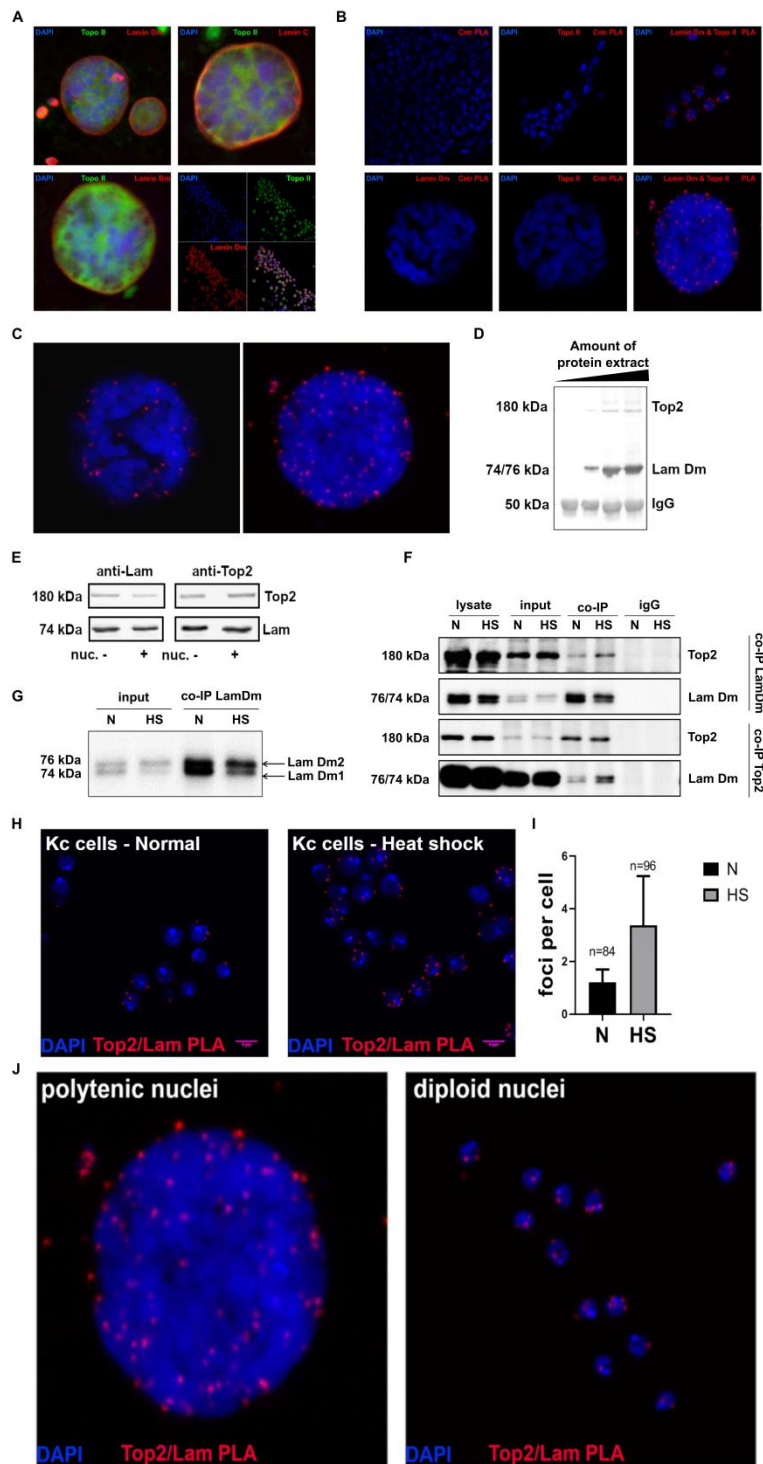 A
DAPI Topo II Lamin Dm
DAPI Topo II Lamin C
DAPI Topo II Lamin Dm
DAPI Topo II
Lamin Dm
B
DAPI Cntr PLA
DAPI Topo II Cntr PLA
DAPI Lamin Dm & Topo II PLA
DAPI Lamin Dm Cntr PLA
DAPI Topo II Cntr PLA
DAPI Lamin Dm & Topo II PLA
C
D
Amount of
protein extract
180 kDa Top2
74/76 kDa Lam Dm
50 kDa IgG
E
anti-Lam anti-Top2
180 kDa Top2
74 kDa Lam
nuc. - + nuc. - +
F
lysate input co-IP igG
N HS N HS N HS N HS
180 kDa Top2
76/74 kDa Lam Dm
co-IP LamDm
180 kDa Top2
76/74 kDa Lam Dm
co-IP Top2
G
input co-IP LamDm
N HS N HS
76 kDa Lam Dm2
74 kDa Lam Dm1
H
Kc cells - Normal
DAPI Top2/Lam PLA
Kc cells - Heat shock
DAPI Top2/Lam PLA
I
foci per cell
6
4
2
0
n=84
n=96
N HS
N
HS
J
polytenic nuclei
DAPI Top2/Lam PLA
diploid nuclei
DAPI Top2/Lam PLA